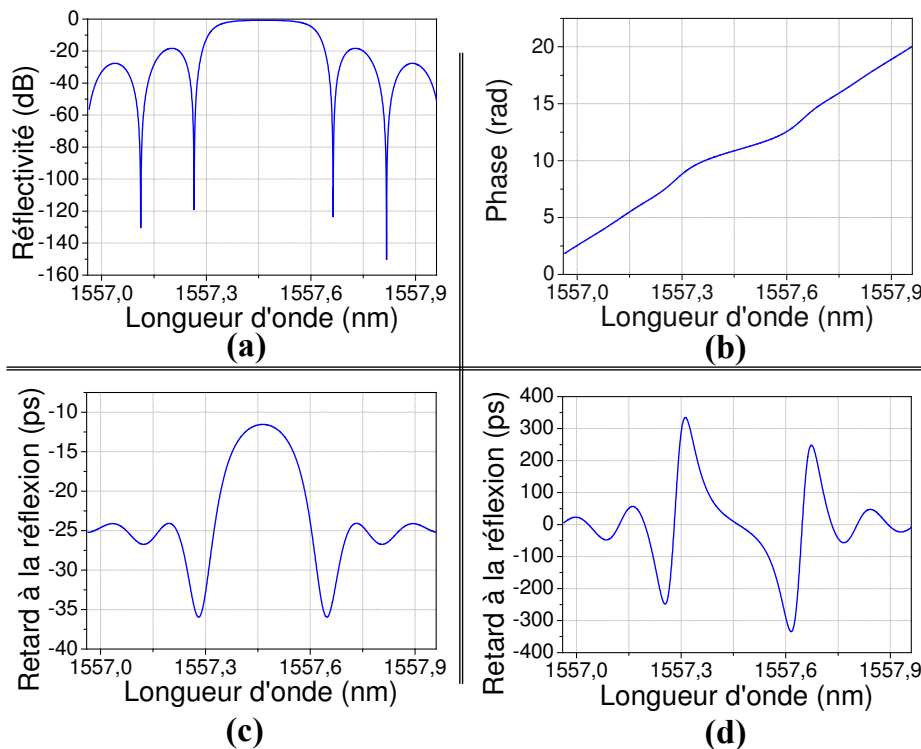 0
-20
-40
-60
-80
-100
-120
-140
-160
Réflectivité (dB)
1557,0 1557,3 1557,6 1557,9
Longueur d'onde (nm)
(a)
20
15
10
5
0
Phase (rad)
1557,0 1557,3 1557,6 1557,9
Longueur d'onde (nm)
(b)
-10
-15
-20
-25
-30
-35
-40
Retard à la réflexion (ps)
1557,0 1557,3 1557,6 1557,9
Longueur d'onde (nm)
(c)
400
300
200
100
0
-100
-200
-300
-400
Retard à la réflexion (ps)
1557,0 1557,3 1557,6 1557,9
Longueur d'onde (nm)
(d)